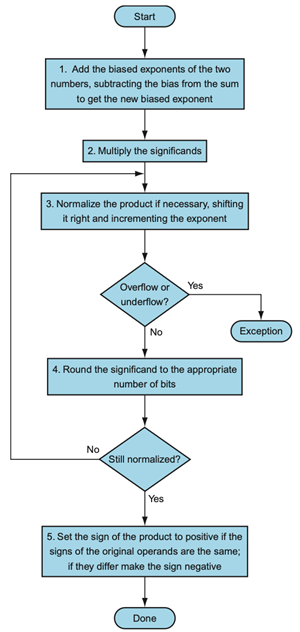 Start
1. Add the biased exponents of the two
numbers, subtracting the bias from the sum
to get the new biased exponent
2. Multiply the significands
3. Normalize the product if necessary, shifting
it right and incrementing the exponent
Overflow or
underflow?
Yes
No
Exception
4. Round the significand to the appropriate
number of bits
No
Still normalized?
Yes
5. Set the sign of the product to positive if the
signs of the original operands are the same;
if they differ make the sign negative
Done